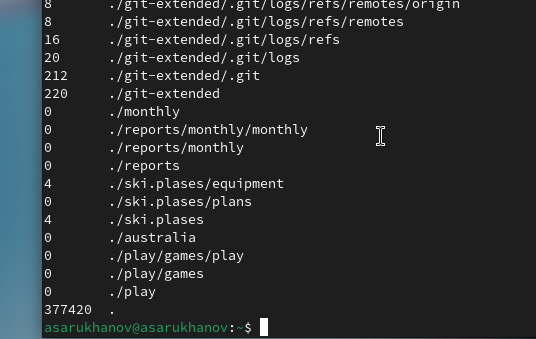 8 ./git-extended/.git/logs/refs/remotes/origin
8 ./git-extended/.git/logs/refs/remotes
16 ./git-extended/.git/logs/refs
20 ./git-extended/.git/logs
212 ./git-extended/.git
220 ./git-extended
0 ./monthly
0 ./reports/monthly/monthly
0 ./reports/monthly
0 ./reports
4 ./ski.plases/equipment
0 ./ski.plases/plans
4 ./ski.plases
0 ./australia
0 ./play/games/play
0 ./play/games
0 ./play
377420 .
asarukhanov@asarukhanov:~$